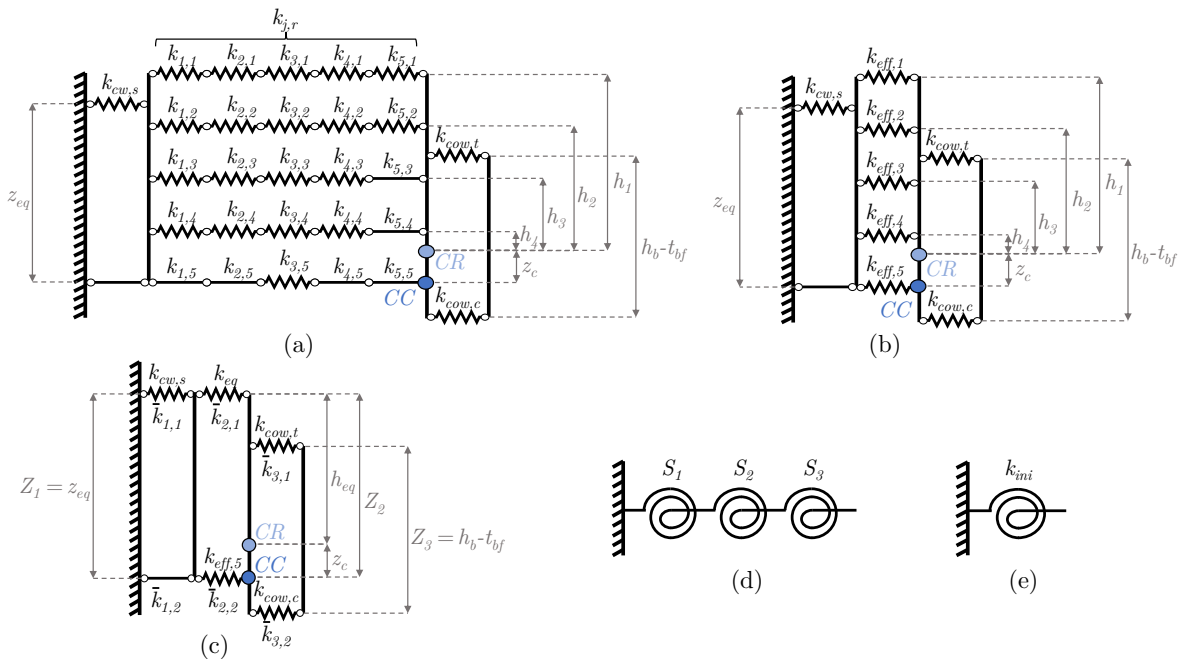 k_{j,r}
k_{1,1} k_{2,1} k_{3,1} k_{4,1} k_{5,1}
k_{cw,s}
k_{1,2} k_{2,2} k_{3,2} k_{4,2} k_{5,2}
k_{cow,t}
k_{1,3} k_{2,3} k_{3,3} k_{4,3} k_{5,3}
z_{eq}
k_{1,4} k_{2,4} k_{3,4} k_{4,4} k_{5,4}
h_4 h_3 h_2 h_1
h_b-t_{bf}
k_{1,5} k_{2,5} k_{3,5} k_{4,5} k_{5,5}
CR
z_c
CC
k_{cow,c}
(a)
k_{eff,1}
k_{cw,s}
k_{eff,2}
k_{cow,t}
k_{eff,3}
z_{eq}
k_{eff,4}
h_4 h_3 h_2 h_1
h_b-t_{bf}
k_{eff,5}
CR
z_c
CC
k_{cow,c}
(b)
k_{cw,s} k_{eq}
k̄_{1,1} k̄_{2,1}
k_{cow,t}
k̄_{3,1}
Z_1 = z_{eq}
h_{eq}
Z_2
CR
Z_3 = h_b-t_{bf}
CC
z_c
k_{eff,5}
k_{cow,c}
k̄_{1,2} k̄_{2,2}
k̄_{3,2}
(c)
S_1 S_2 S_3
(d)
k_{ini}
(e)